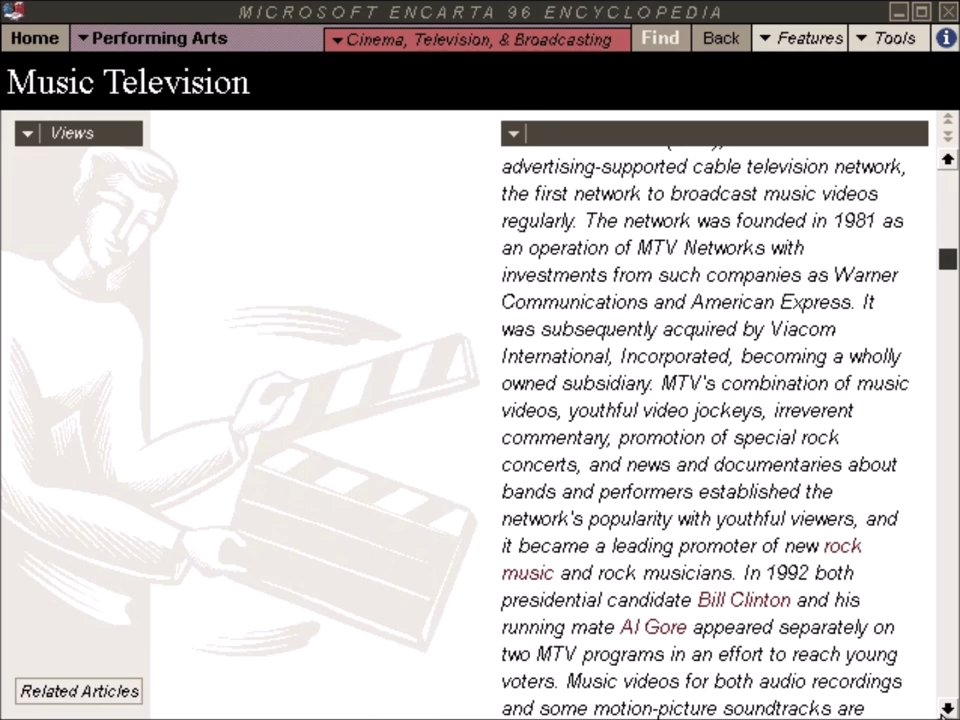 MICROSOFT ENCARTA 96 ENCYCLOPEDIA
Home Performing Arts Cinema, Television, & Broadcasting Find Back Features Tools
Music Television
Views
advertising-supported cable television network,
the first network to broadcast music videos
regularly. The network was founded in 1981 as
an operation of MTV Networks with
investments from such companies as Warner
Communications and American Express. It
was subsequently acquired by Viacom
International, Incorporated, becoming a wholly
owned subsidiary. MTV's combination of music
videos, youthful video jockeys, irreverent
commentary, promotion of special rock
concerts, and news and documentaries about
bands and performers established the
network's popularity with youthful viewers, and
it became a leading promoter of new rock
music and rock musicians. In 1992 both
presidential candidate Bill Clinton and his
running mate Al Gore appeared separately on
two MTV programs in an effort to reach young
voters. Music videos for both audio recordings
and some motion-picture soundtracks are
Related Articles